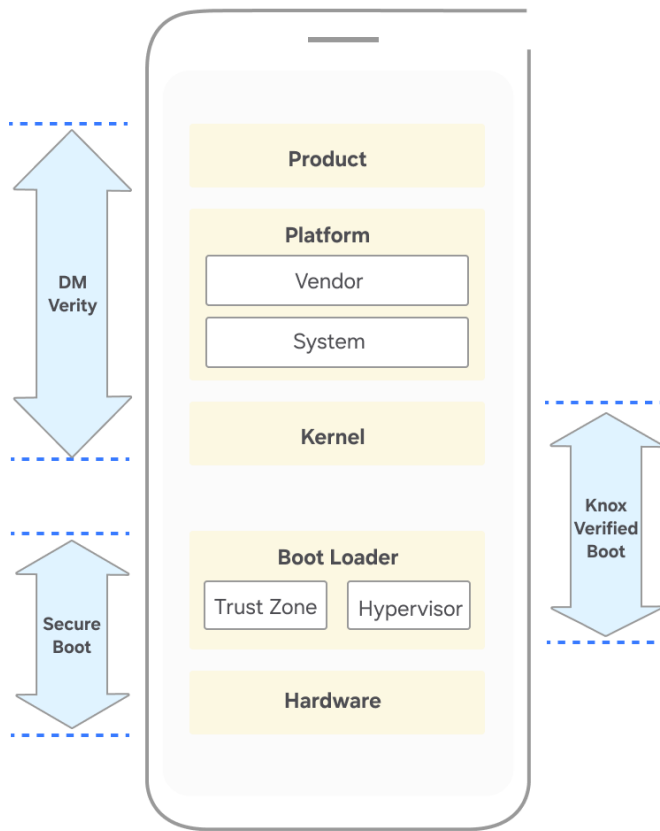 Product
Platform
Vendor
System
Kernel
Boot Loader
Trust Zone
Hypervisor
Hardware
DM
Verity
Secure
Boot
Knox
Verified
Boot